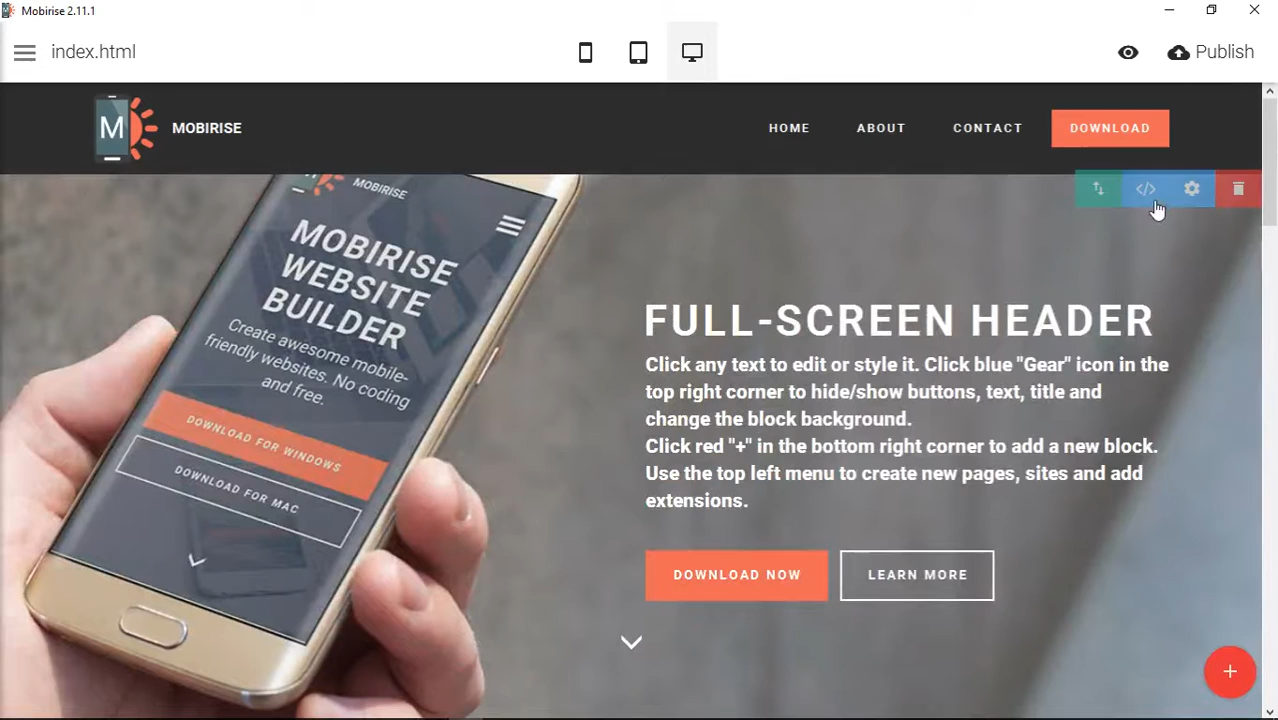 Mobirise 2.11.1
index.html
Publish
M
MOBIRISE
HOME
ABOUT
CONTACT
DOWNLOAD
MOBIRISE
MOBIRISE
WEBSITE
BUILDER
Create awesome mobile-
friendly websites. No coding
and free.
DOWNLOAD FOR WINDOWS
DOWNLOAD FOR MAC
FULL-SCREEN HEADER
Click any text to edit or style it. Click blue "Gear" icon in the
top right corner to hide/show buttons, text, title and
change the block background.
Click red "+" in the bottom right corner to add a new block.
Use the top left menu to create new pages, sites and add
extensions.
DOWNLOAD NOW
LEARN MORE